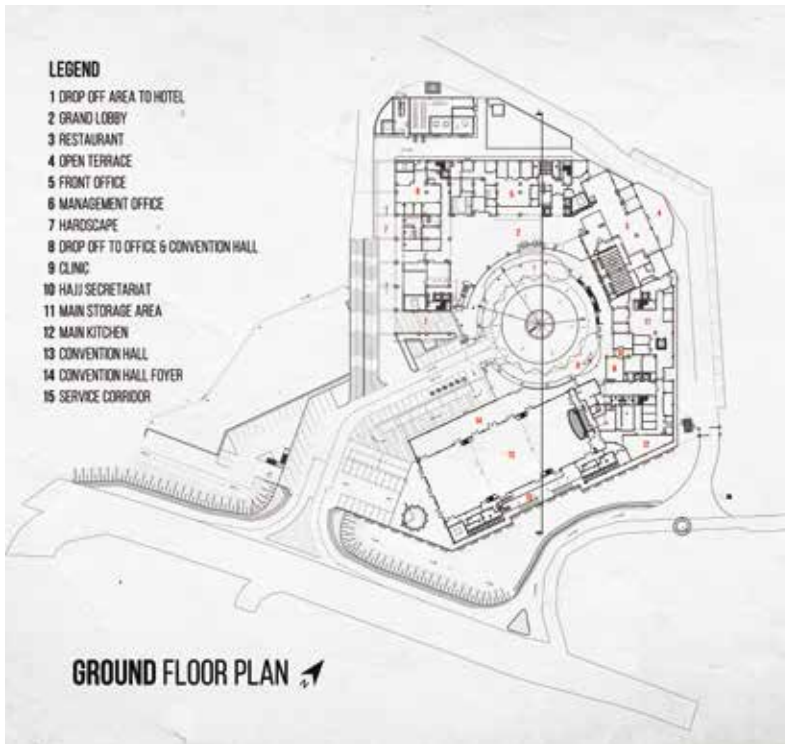 LEGEND
1 DROP OFF AREA TO HOTEL
2 GRAND LOBBY
3 RESTAURANT
4 OPEN TERRACE
5 FRONT OFFICE
6 MANAGEMENT OFFICE
7 HARDSCAPE
8 DROP OFF TO OFFICE & CONVENTION HALL
9 CLINIC
10 HAJJ SECRETARIAT
11 MAIN STORAGE AREA
12 MAIN KITCHEN
13 CONVENTION HALL
14 CONVENTION HALL FOYER
15 SERVICE CORRIDOR
GROUND FLOOR PLAN